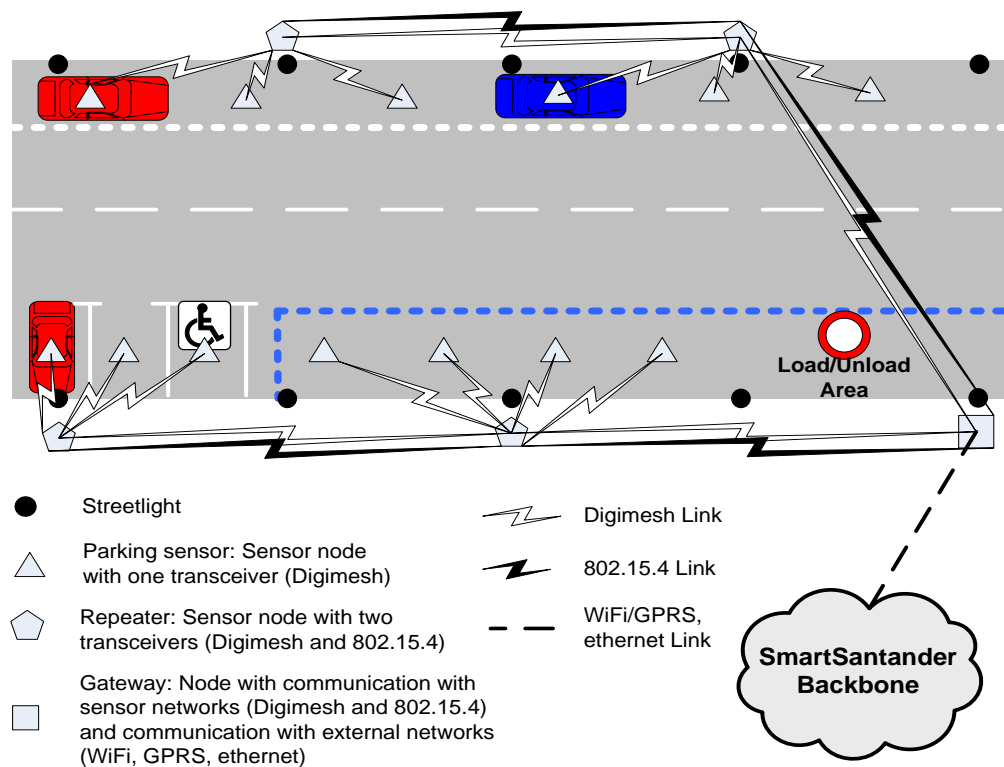 Load/Unload
Area
Streetlight
Parking sensor: Sensor node
with one transceiver (Digimesh)
Repeater: Sensor node with two
transceivers (Digimesh and 802.15.4)
Gateway: Node with communication with
sensor networks (Digimesh and 802.15.4)
and communication with external networks
(WiFi, GPRS, ethernet)
Digimesh Link
802.15.4 Link
WiFi/GPRS,
ethernet Link
SmartSantander
Backbone